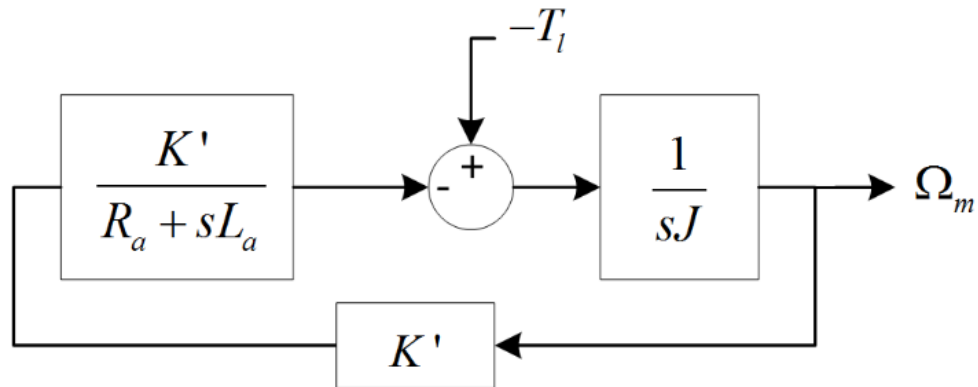 −T_l
K'
R_a + sL_a
-
+
1
sJ
Ω_m
K'